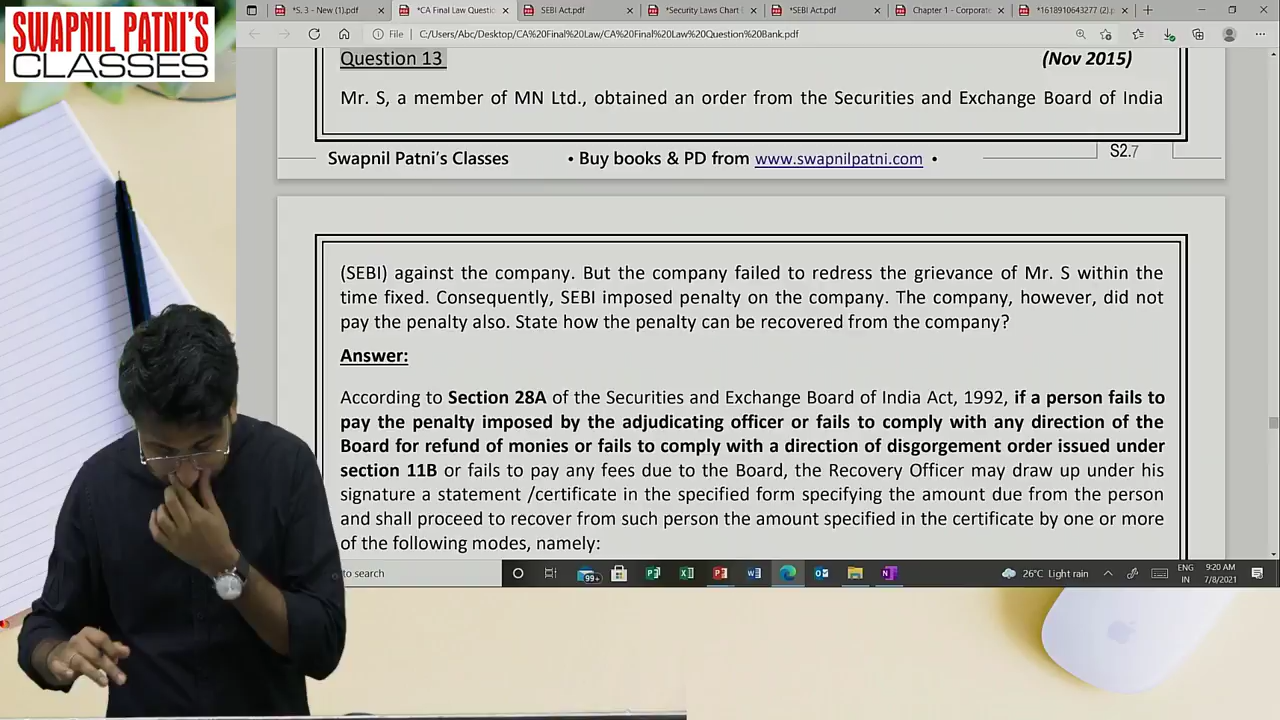 SWAPNIL PATNI'S
CLASSES
*S. 3 - New (1).pdf
*CA Final Law Questio
SEBI Act.pdf
*Security Laws Chart
*SEBI Act.pdf
Chapter 1 - Corporate
*1618910643277 (2).p
File
C:/Users/Abc/Desktop/CA%20Final%20Law/CA%20Final%20Law%20Question%20Bank.pdf
Question 13
(Nov 2015)
Mr. S, a member of MN Ltd., obtained an order from the Securities and Exchange Board of India
Swapnil Patni's Classes • Buy books & PD from www.swapnilpatni.com •
S2.7
(SEBI) against the company. But the company failed to redress the grievance of Mr. S within the
time fixed. Consequently, SEBI imposed penalty on the company. The company, however, did not
pay the penalty also. State how the penalty can be recovered from the company?
Answer:
According to Section 28A of the Securities and Exchange Board of India Act, 1992, if a person fails to
pay the penalty imposed by the adjudicating officer or fails to comply with any direction of the
Board for refund of monies or fails to comply with a direction of disgorgement order issued under
section 11B or fails to pay any fees due to the Board, the Recovery Officer may draw up under his
signature a statement /certificate in the specified form specifying the amount due from the person
and shall proceed to recover from such person the amount specified in the certificate by one or more
of the following modes, namely:
to search
99+
26°C Light rain
ENG
IN
9:20 AM
7/8/2021